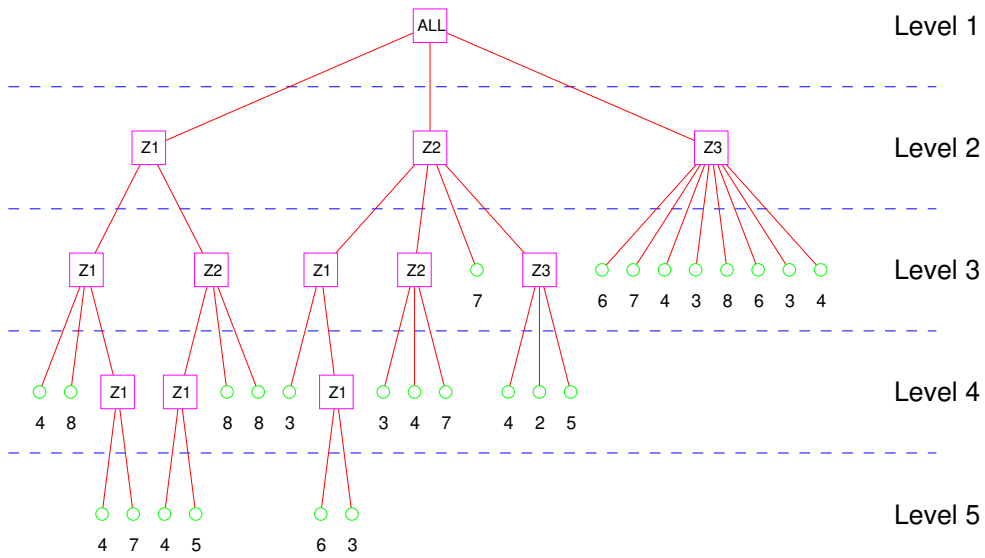 ALL Level 1
Z1 Z2 Z3 Level 2
Z1 Z2 Z1 Z2 Z3 Level 3
7 6 7 4 3 8 6 3 4
Z1 Z1 Z1 Level 4
4 8 8 8 3 3 4 7 4 2 5
Level 5
4 7 4 5 6 3